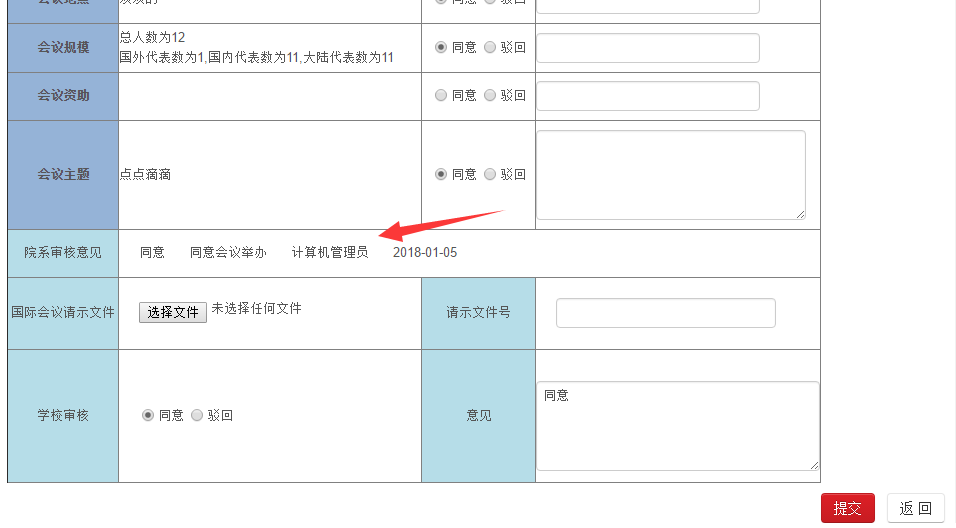 同意 驳回
会议规模
总人数为12
国外代表数为1,国内代表数为11,大陆代表数为11
同意 驳回
会议资助
同意 驳回
会议主题
点点滴滴
同意 驳回
院系审核意见 同意 同意会议举办 计算机管理员 2018-01-05
国际会议请示文件 选择文件 未选择任何文件 请示文件号
学校审核 同意 驳回 意见 同意
提交 返 回